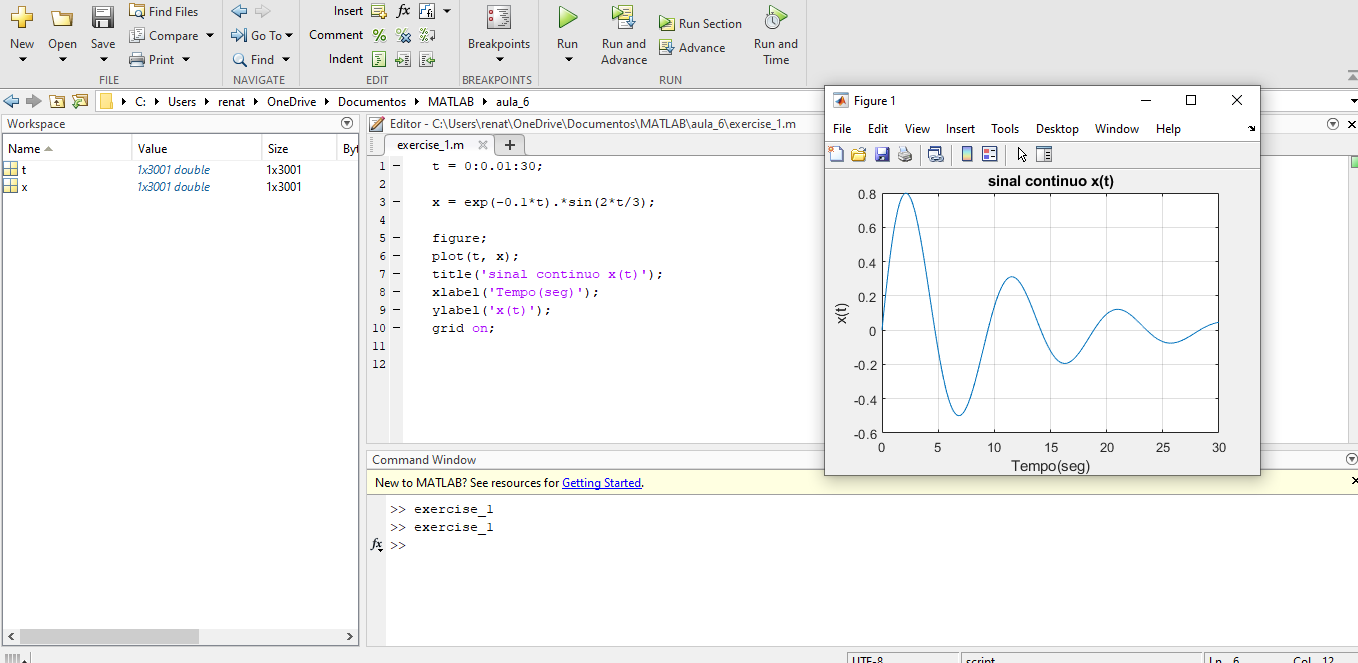 Find Files
Insert fx
New Open Save
Compare
Go To
Comment
Breakpoints
Run
Run and Advance
Run Section
Advance
Run and Time
Print
Find
Indent
FILE
NAVIGATE
EDIT
BREAKPOINTS
RUN
C: Users renat OneDrive Documentos MATLAB aula_6
Workspace
Name Value Size Byt
t 1x3001 double 1x3001
x 1x3001 double 1x3001
Editor - C:\Users\renat\OneDrive\Documentos\MATLAB\aula_6\exercise_1.m
exercise_1.m
1 t = 0:0.01:30;
2
3 x = exp(-0.1*t).*sin(2*t/3);
4
5 figure;
6 plot(t, x);
7 title('sinal continuo x(t)');
8 xlabel('Tempo(seg)');
9 ylabel('x(t)');
10 grid on;
11
12
Figure 1
File Edit View Insert Tools Desktop Window Help
sinal continuo x(t)
0.8
0.6
0.4
0.2
0
-0.2
-0.4
-0.6
x(t)
0 5 10 15 20 25 30
Tempo(seg)
Command Window
New to MATLAB? See resources for Getting Started.
>> exercise_1
>> exercise_1
fx >>
UTF-8 script Ln 6 Col 12